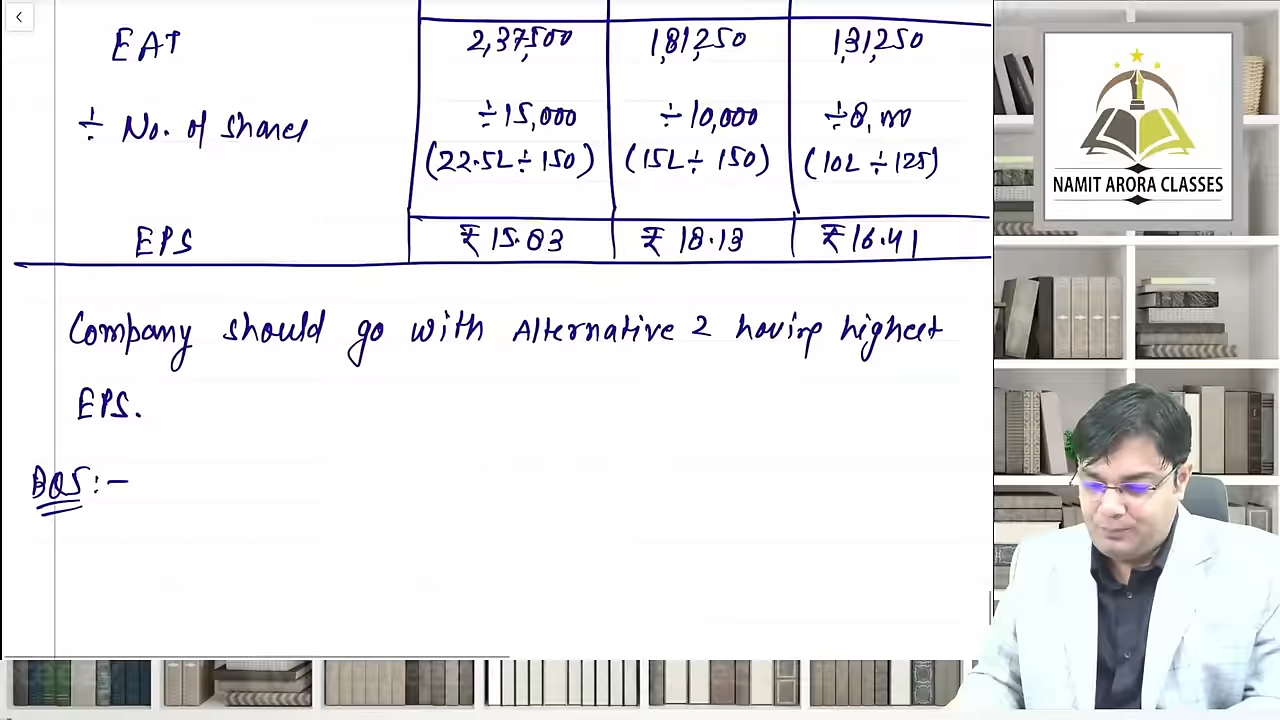 EAT 2,37,500 1,81,250 1,31,250
÷ No. of shares ÷ 15,000 ÷ 10,000 ÷ 8,000
(22.5L ÷ 150) (15L ÷ 150) (10L ÷ 125)
EPS ₹ 15.83 ₹ 18.13 ₹ 16.41
Company should go with Alternative 2 having highest
EPS.
BQ5:-
NAMIT ARORA CLASSES